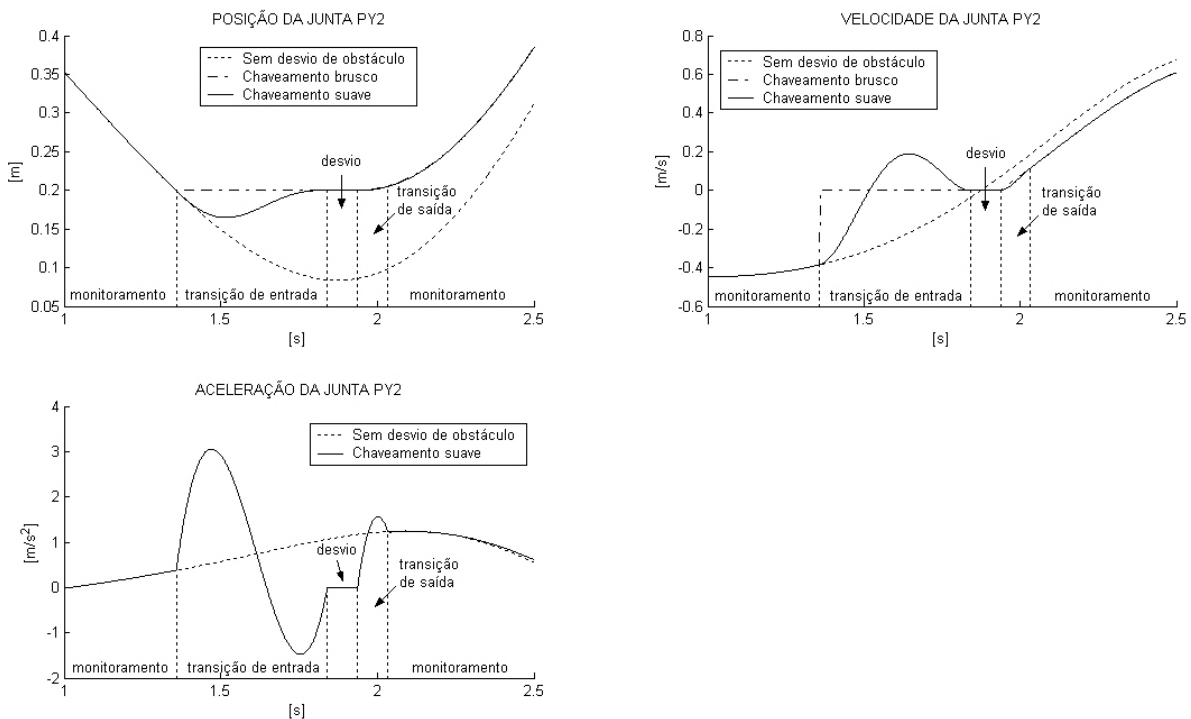 POSIÇÃO DA JUNTA PY2
0.4
0.35
0.3
0.25
0.2
0.15
0.1
0.05
[m]
Sem desvio de obstáculo
Chaveamento brusco
Chaveamento suave
desvio
transição
de saída
monitoramento
transição de entrada
monitoramento
1
1.5
2
2.5
[s]
VELOCIDADE DA JUNTA PY2
0.8
0.6
0.4
0.2
0
-0.2
-0.4
-0.6
[m/s]
Sem desvio de obstáculo
Chaveamento brusco
Chaveamento suave
desvio
transição
de saída
monitoramento
transição de entrada
monitoramento
1
1.5
2
2.5
[s]
ACELERAÇÃO DA JUNTA PY2
4
3
2
1
0
-1
-2
[m/s²]
Sem desvio de obstáculo
Chaveamento suave
desvio
transição
de saída
monitoramento
transição de entrada
monitoramento
1
1.5
2
2.5
[s]